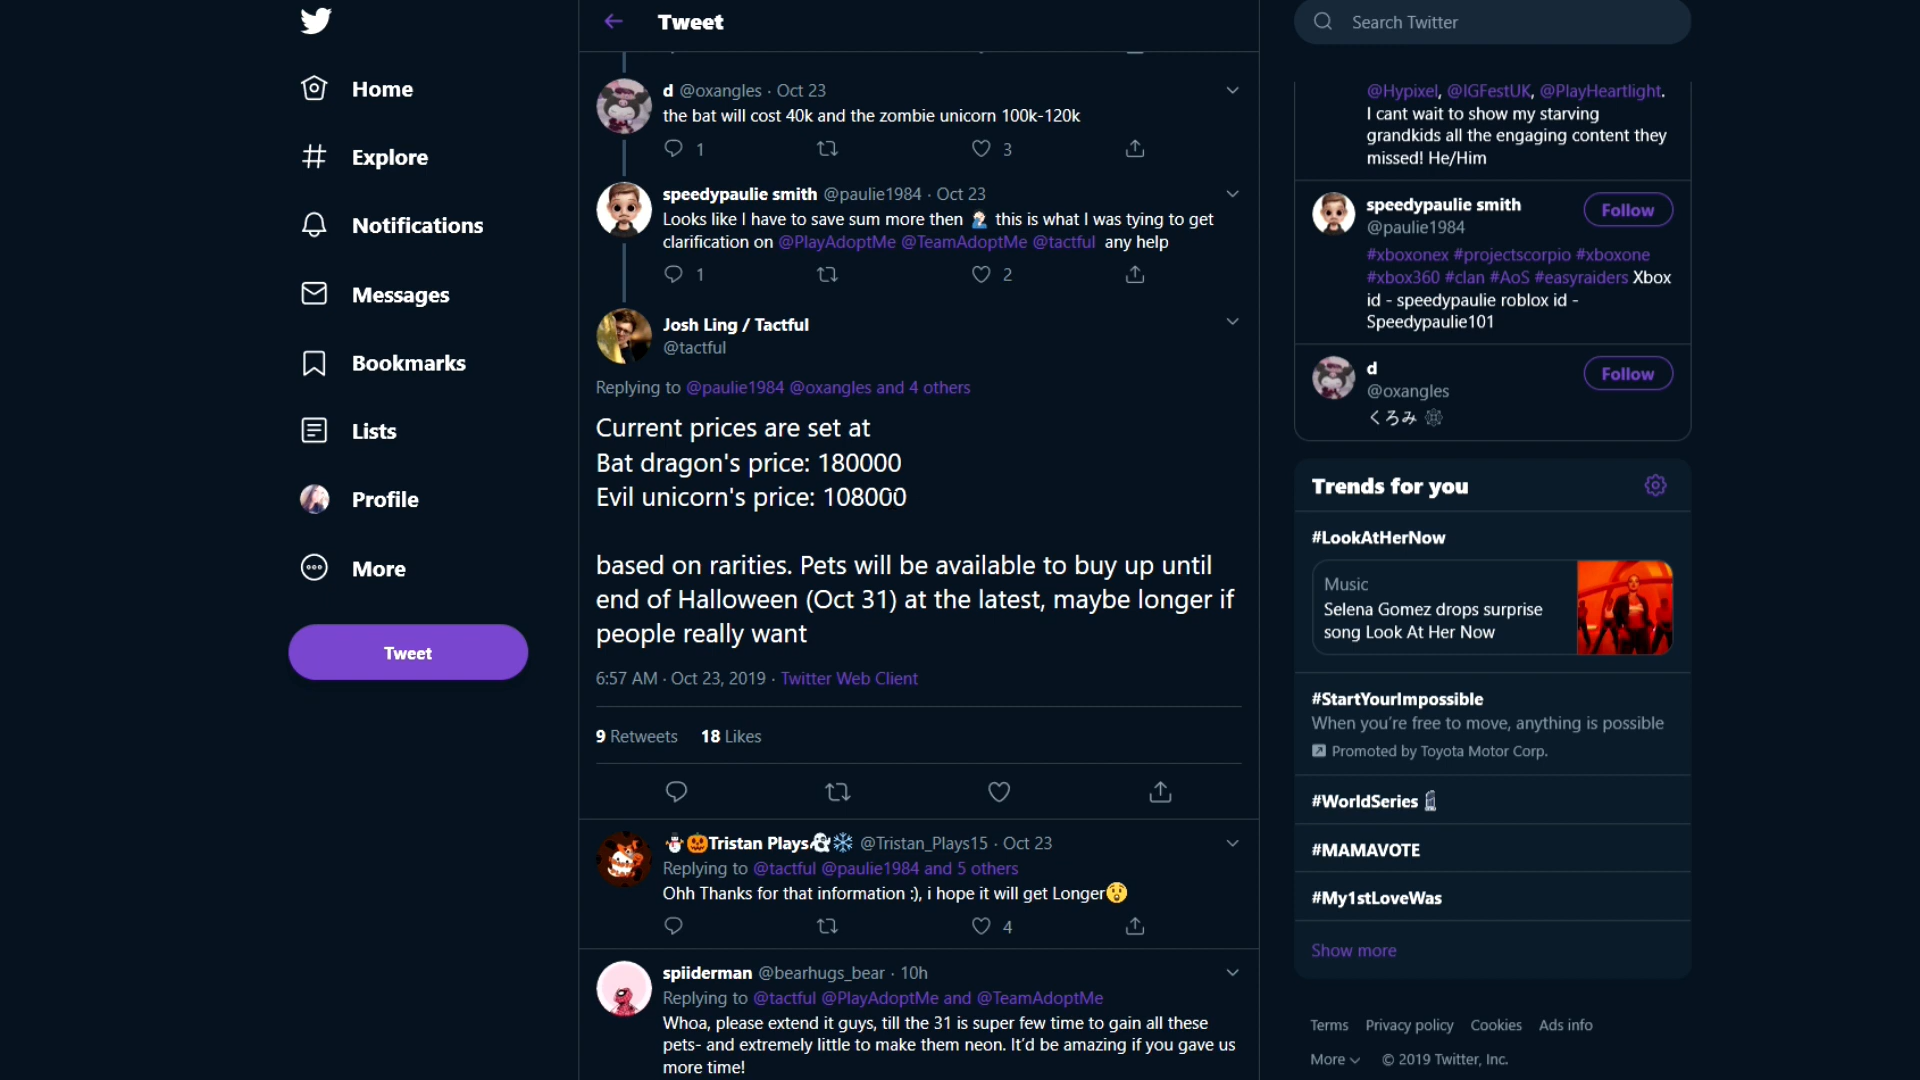 Home
Explore
Notifications
Messages
Bookmarks
Lists
Profile
More
Tweet
Tweet
d @oxangles · Oct 23
the bat will cost 40k and the zombie unicorn 100k-120k
1 3
speedypaulie smith @paulie1984 · Oct 23
Looks like I have to save sum more then 🤦🏻‍♂️ this is what I was tying to get
clarification on @PlayAdoptMe @TeamAdoptMe @tactful any help
1 2
Josh Ling / Tactful
@tactful
Replying to @paulie1984 @oxangles and 4 others
Current prices are set at
Bat dragon's price: 180000
Evil unicorn's price: 108000
based on rarities. Pets will be available to buy up until
end of Halloween (Oct 31) at the latest, maybe longer if
people really want
6:57 AM · Oct 23, 2019 · Twitter Web Client
9 Retweets 18 Likes
⛄🎃Tristan Plays👻❄️ @Tristan_Plays15 · Oct 23
Replying to @tactful @paulie1984 and 5 others
Ohh Thanks for that information :), i hope it will get Longer😲
4
spiiderman @bearhugs_bear · 10h
Replying to @tactful @PlayAdoptMe and @TeamAdoptMe
Whoa, please extend it guys, till the 31 is super few time to gain all these
pets- and extremely little to make them neon. It'd be amazing if you gave us
more time!
Search Twitter
@Hypixel, @IGFestUK, @PlayHeartlight.
I cant wait to show my starving
grandkids all the engaging content they
missed! He/Him
speedypaulie smith
@paulie1984
Follow
#xboxonex #projectscorpio #xboxone
#xbox360 #clan #AoS #easyraiders Xbox
id - speedypaulie roblox id -
Speedypaulie101
d
@oxangles
Follow
くろみ 🕸
Trends for you
#LookAtHerNow
Music
Selena Gomez drops surprise
song Look At Her Now
#StartYourImpossible
When you're free to move, anything is possible
Promoted by Toyota Motor Corp.
#WorldSeries
#MAMAVOTE
#My1stLoveWas
Show more
Terms Privacy policy Cookies Ads info
More © 2019 Twitter, Inc.